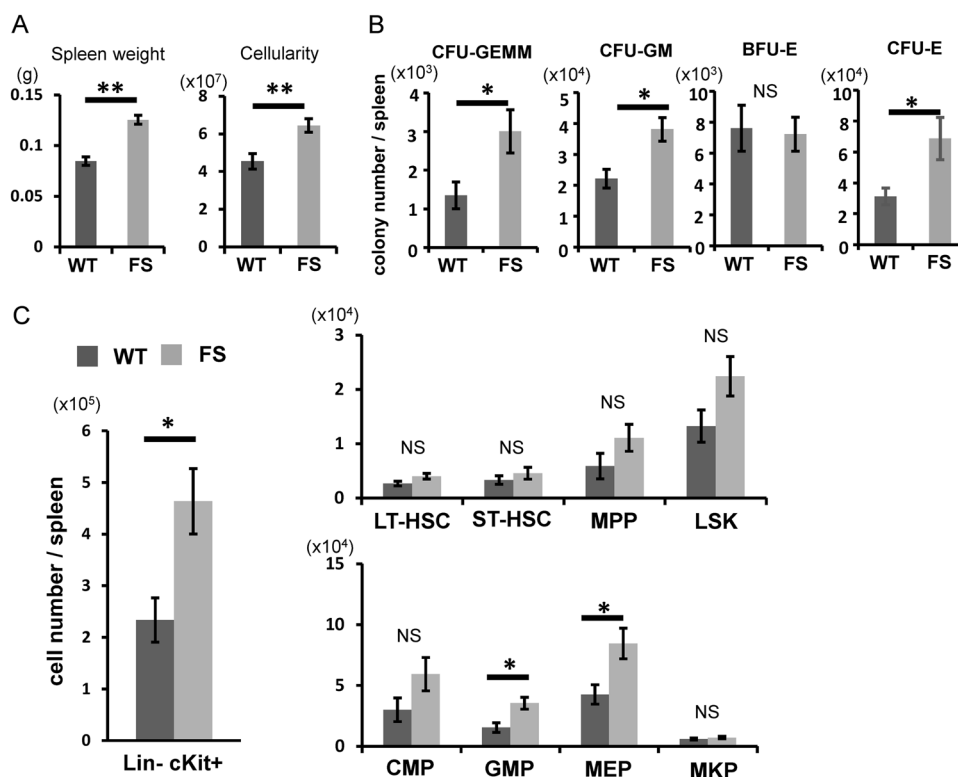 A
Spleen weight
Cellularity
(g)
(x10⁷)
**
**
0.15
0.1
0.05
0
8
6
4
2
0
WT FS
WT FS
B
CFU-GEMM
CFU-GM
BFU-E
CFU-E
(x10³)
(x10⁴)
(x10³)
(x10⁴)
colony number / spleen
*
*
NS
*
4
3
2
1
0
5
4
3
2
1
0
10
8
6
4
2
0
10
8
6
4
2
0
WT FS
WT FS
WT FS
WT FS
C
WT FS
(x10⁵)
cell number / spleen
*
6
5
4
3
2
1
0
Lin- cKit+
(x10⁴)
3
2
1
0
NS
NS
NS
NS
LT-HSC ST-HSC MPP LSK
(x10⁴)
15
10
5
0
NS
*
*
NS
CMP GMP MEP MKP